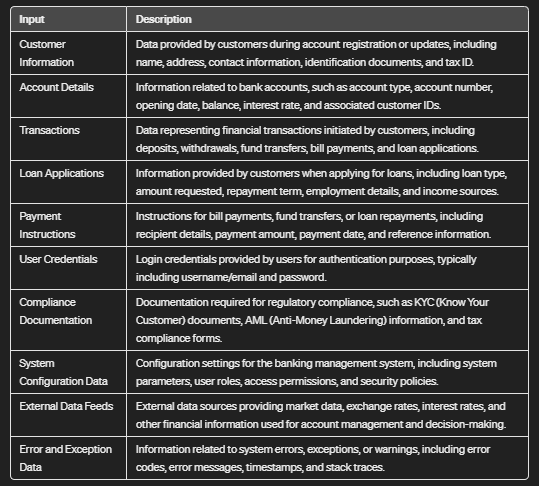 Input Description
Customer Information
Data provided by customers during account registration or updates, including
name, address, contact information, identification documents, and tax ID.
Account Details
Information related to bank accounts, such as account type, account number,
opening date, balance, interest rate, and associated customer IDs.
Transactions
Data representing financial transactions initiated by customers, including
deposits, withdrawals, fund transfers, bill payments, and loan applications.
Loan Applications
Information provided by customers when applying for loans, including loan type,
amount requested, repayment term, employment details, and income sources.
Payment
Instructions
Instructions for bill payments, fund transfers, or loan repayments, including
recipient details, payment amount, payment date, and reference information.
User Credentials
Login credentials provided by users for authentication purposes, typically
including username/email and password.
Compliance
Documentation
Documentation required for regulatory compliance, such as KYC (Know Your
Customer) documents, AML (Anti-Money Laundering) information, and tax
compliance forms.
System
Configuration Data
Configuration settings for the banking management system, including system
parameters, user roles, access permissions, and security policies.
External Data Feeds
External data sources providing market data, exchange rates, interest rates, and
other financial information used for account management and decision-making.
Error and Exception
Data
Information related to system errors, exceptions, or warnings, including error
codes, error messages, timestamps, and stack traces.